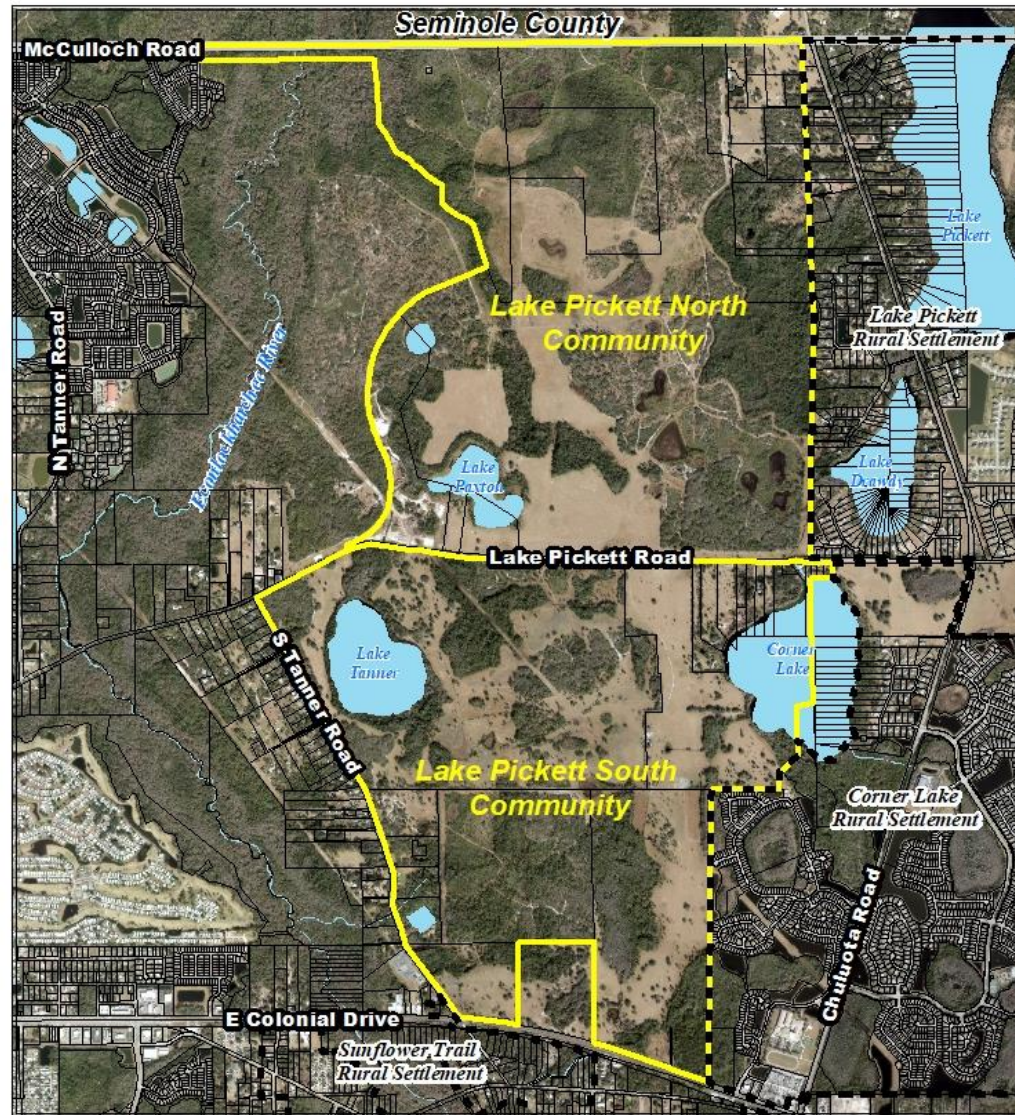 Seminole County
McCulloch Road
Lake
Pickett
Lake Pickett North
Community
Lake Pickett
Rural Settlement
N Tanner Road
Econlockhatchee River
Lake
Paxton
Lake
Drawdy
Lake Pickett Road
S Tanner Road
Lake
Tanner
Corner
Lake
Lake Pickett South
Community
Corner Lake
Rural Settlement
Chuluota Road
E Colonial Drive
Sunflower Trail
Rural Settlement